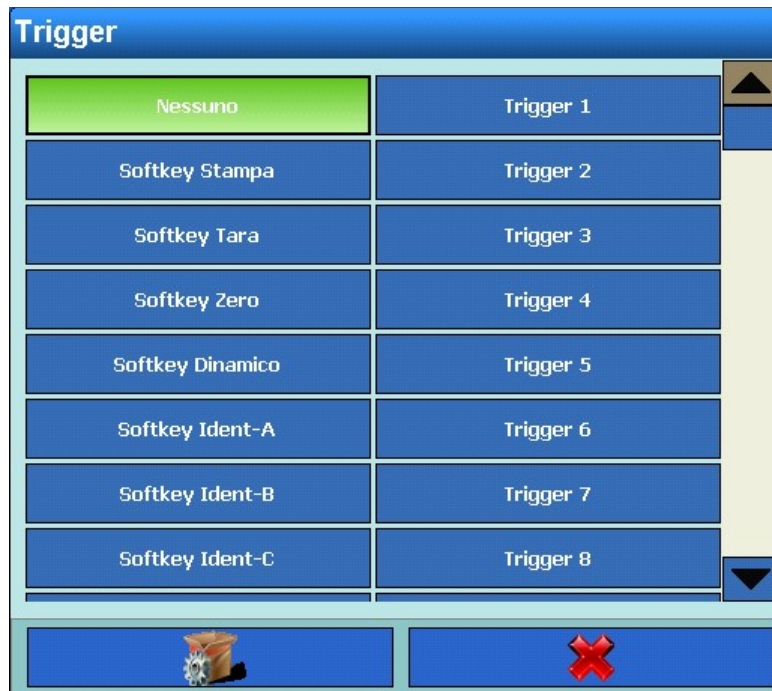 Trigger
Nessuno
Trigger 1
Softkey Stampa
Trigger 2
Softkey Tara
Trigger 3
Softkey Zero
Trigger 4
Softkey Dinamico
Trigger 5
Softkey Ident-A
Trigger 6
Softkey Ident-B
Trigger 7
Softkey Ident-C
Trigger 8